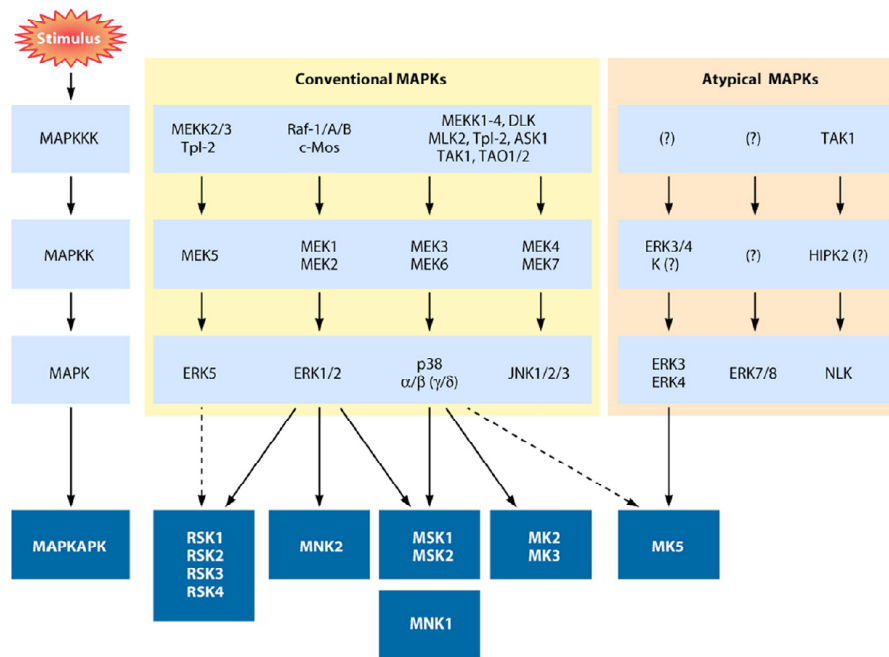 Stimulus
Conventional MAPKs
Atypical MAPKs
MAPKKK
MEKK2/3
Tpl-2
Raf-1/A/B
c-Mos
MEKK1-4, DLK
MLK2, Tpl-2, ASK1
TAK1, TAO1/2
(?)
(?)
TAK1
MAPKK
MEK5
MEK1
MEK2
MEK3
MEK6
MEK4
MEK7
ERK3/4
K (?)
(?)
HIPK2 (?)
MAPK
ERK5
ERK1/2
p38
α/β (γ/δ)
JNK1/2/3
ERK3
ERK4
ERK7/8
NLK
MAPKAPK
RSK1
RSK2
RSK3
RSK4
MNK2
MSK1
MSK2
MK2
MK3
MK5
MNK1